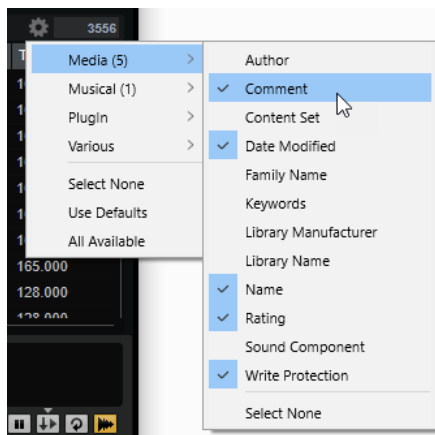 3556
T
Media (5)
Musical (1)
PlugIn
Various
Select None
Use Defaults
All Available
165.000
128.000
128.000
Author
Comment
Content Set
Date Modified
Family Name
Keywords
Library Manufacturer
Library Name
Name
Rating
Sound Component
Write Protection
Select None